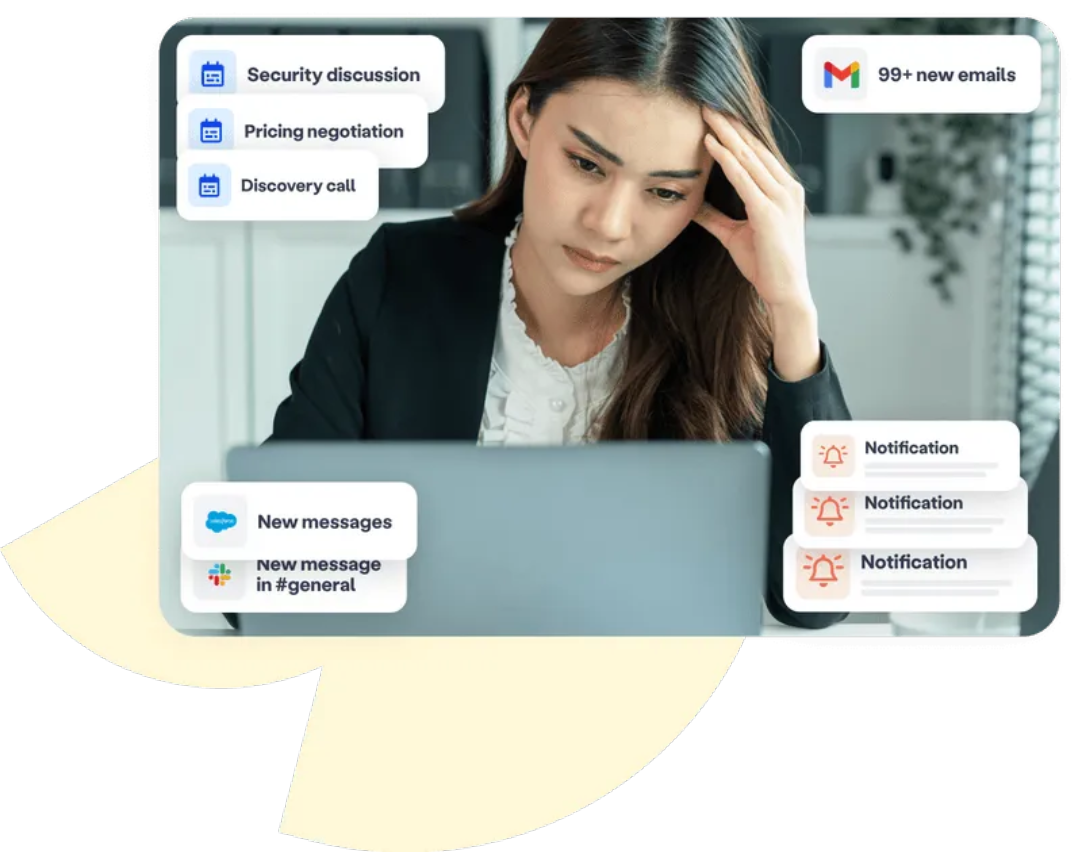 Security discussion
99+ new emails
Pricing negotiation
Discovery call
Notification
Notification
Notification
New messages
New message
in #general